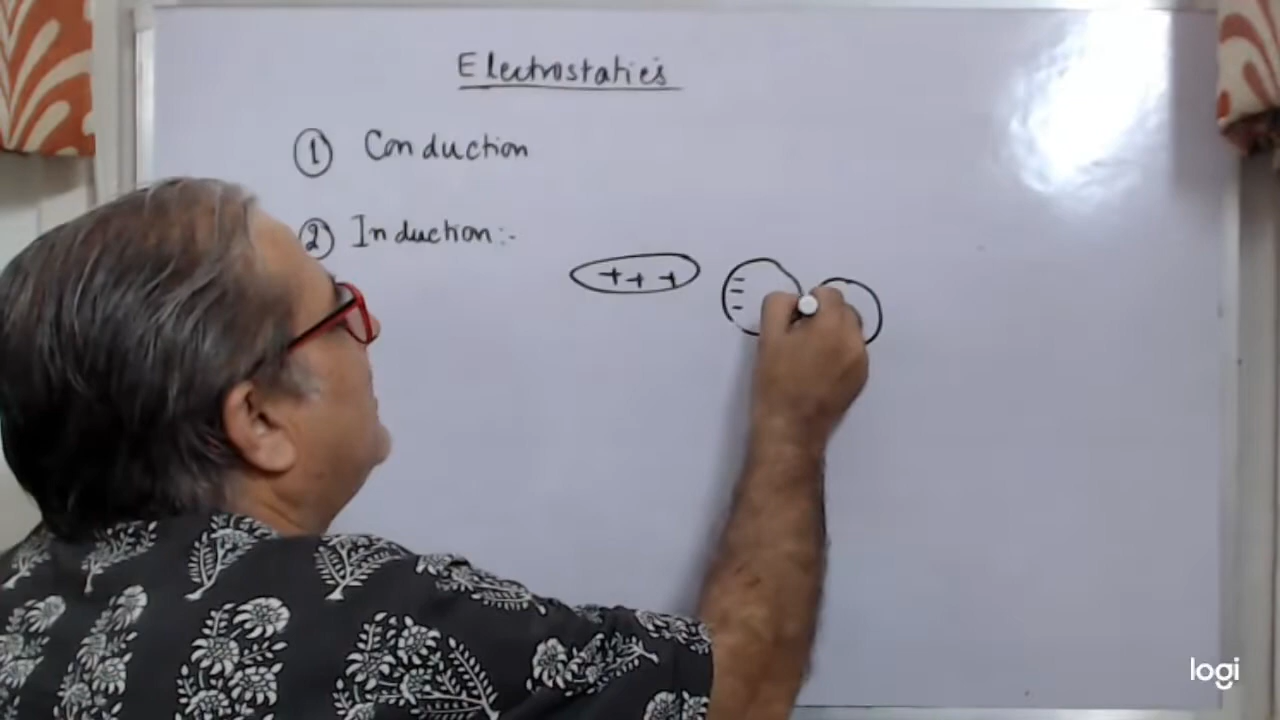 Electrostatics
① Conduction
② Induction:-
+ + +
- - -
logi